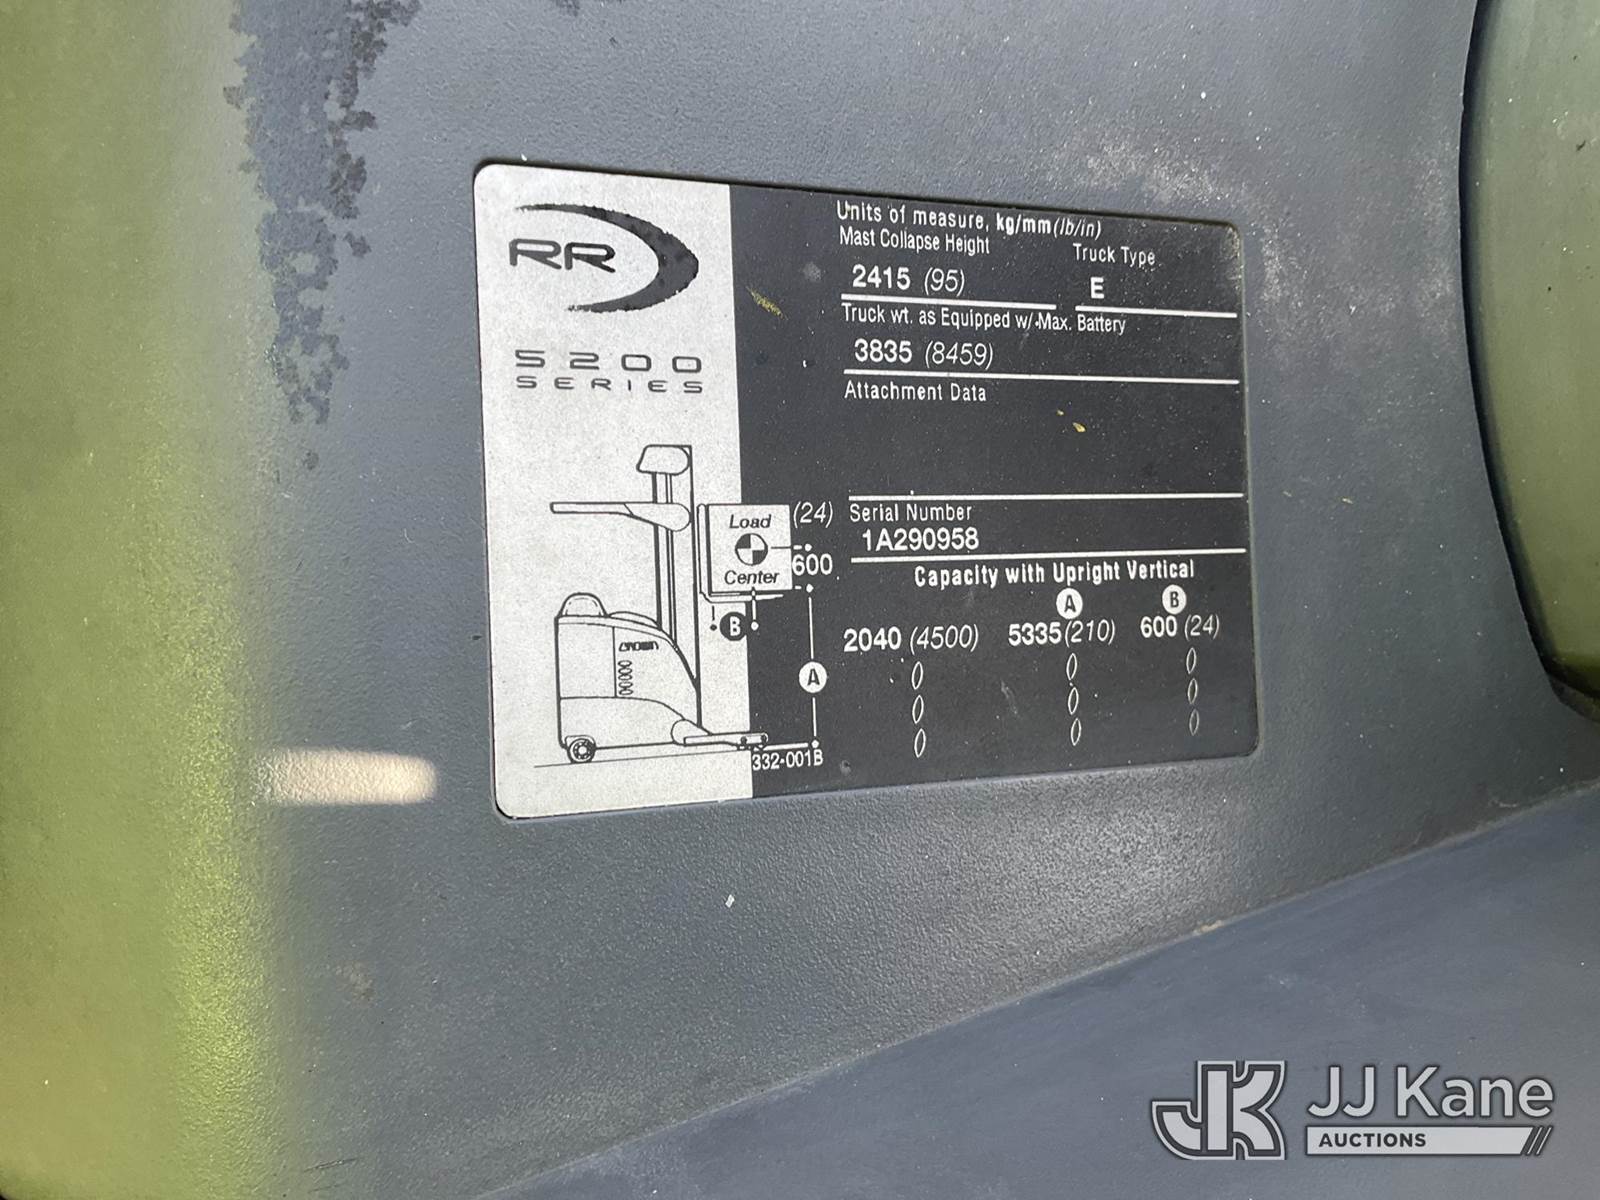 RR
5200
SERIES
Units of measure, kg/mm (lb/in)
Mast Collapse Height
Truck Type
2415 (95)
E
Truck wt. as Equipped w/ Max. Battery
3835 (8459)
Attachment Data
Serial Number
1A290958
Capacity with Upright Vertical
A B
2040 (4500) 5335 (210) 600 (24)
() () ()
() () ()
() () ()
Load
Center
(24)
600
B
A
CROWN
332-001B
JK
JJ Kane
AUCTIONS